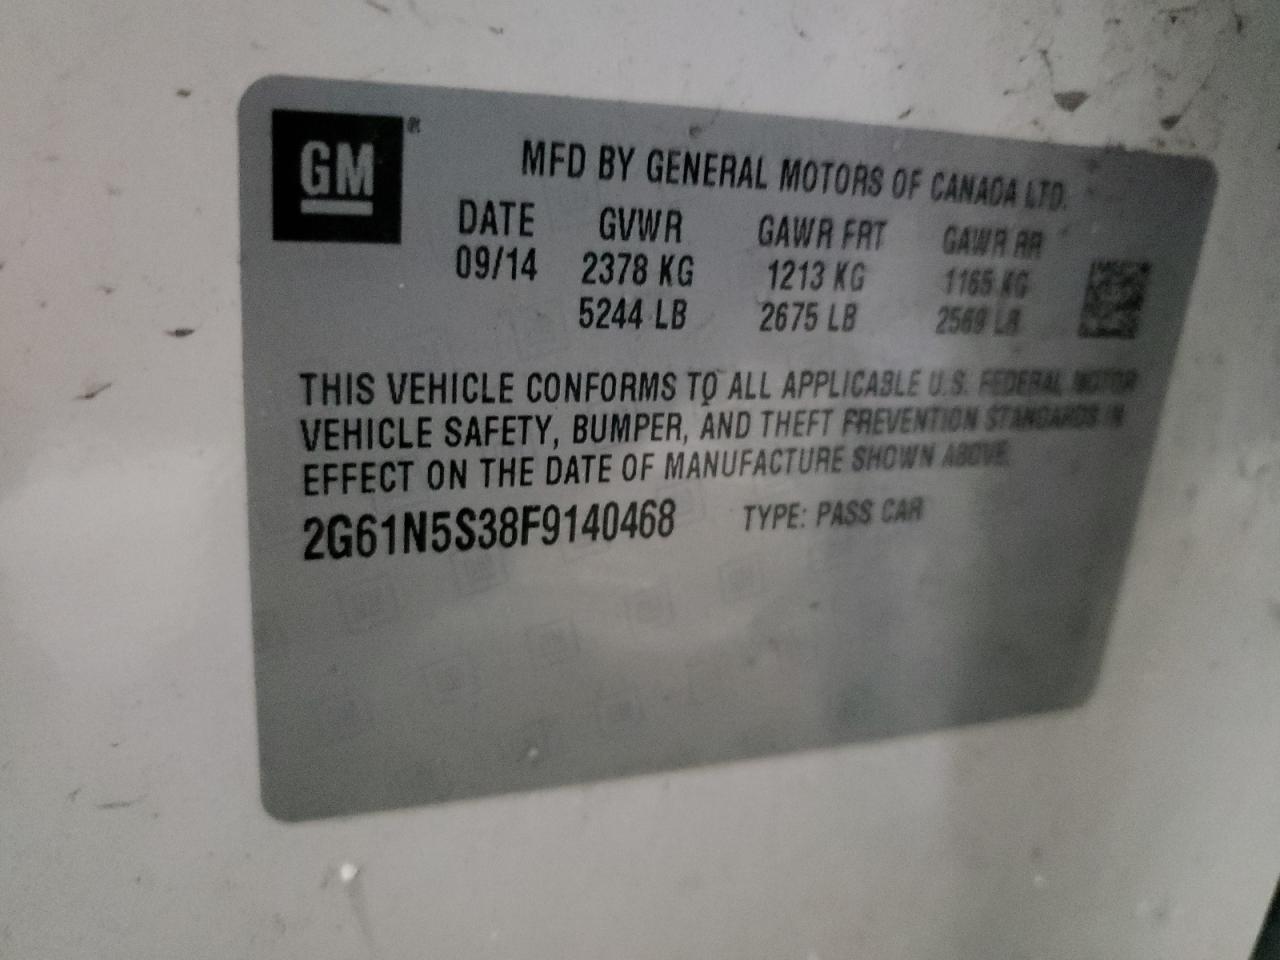 GM
MFD BY GENERAL MOTORS OF CANADA LTD.
DATE GVWR GAWR FRT GAWR RR
09/14 2378 KG 1213 KG 1165 KG
5244 LB 2675 LB 2569 LB
THIS VEHICLE CONFORMS TO ALL APPLICABLE U.S. FEDERAL MOTOR
VEHICLE SAFETY, BUMPER, AND THEFT PREVENTION STANDARDS IN
EFFECT ON THE DATE OF MANUFACTURE SHOWN ABOVE.
2G61N5S38F9140468 TYPE: PASS CAR